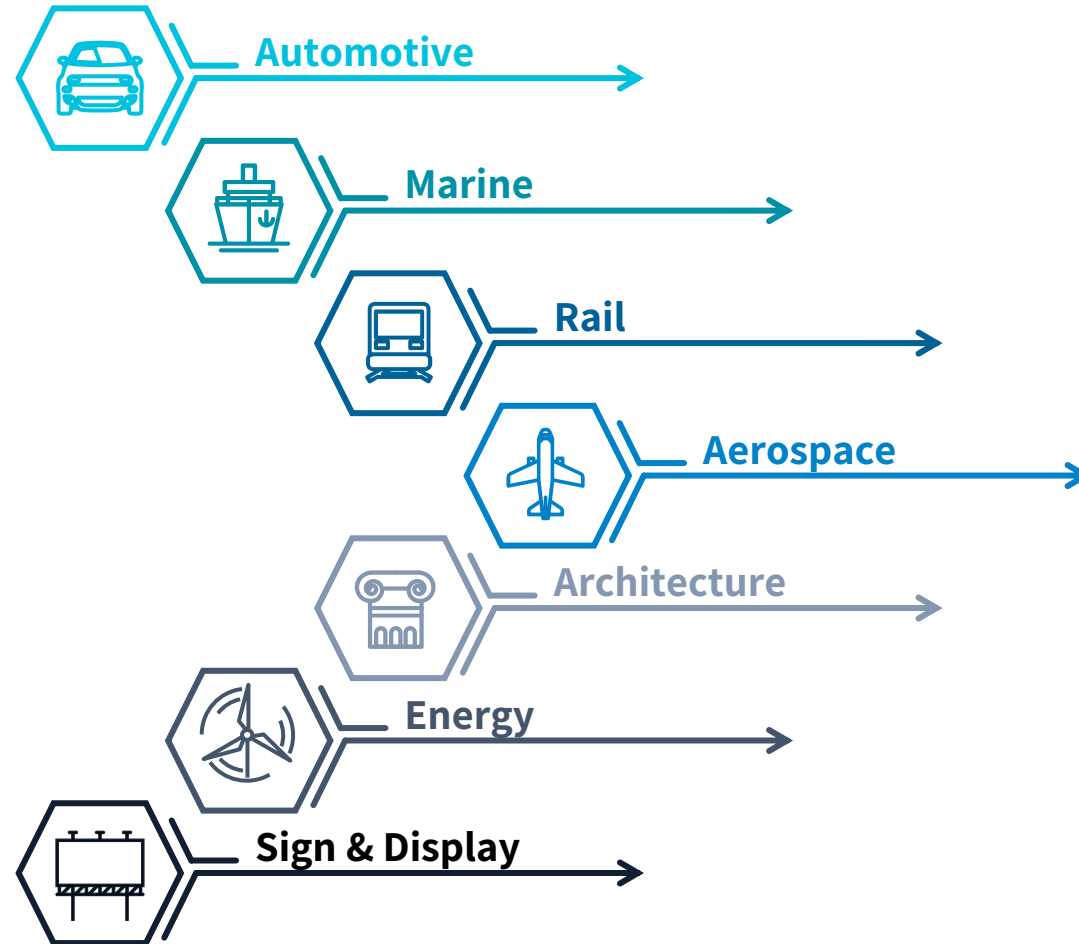 Automotive
Marine
Rail
Aerospace
Architecture
Energy
Sign & Display